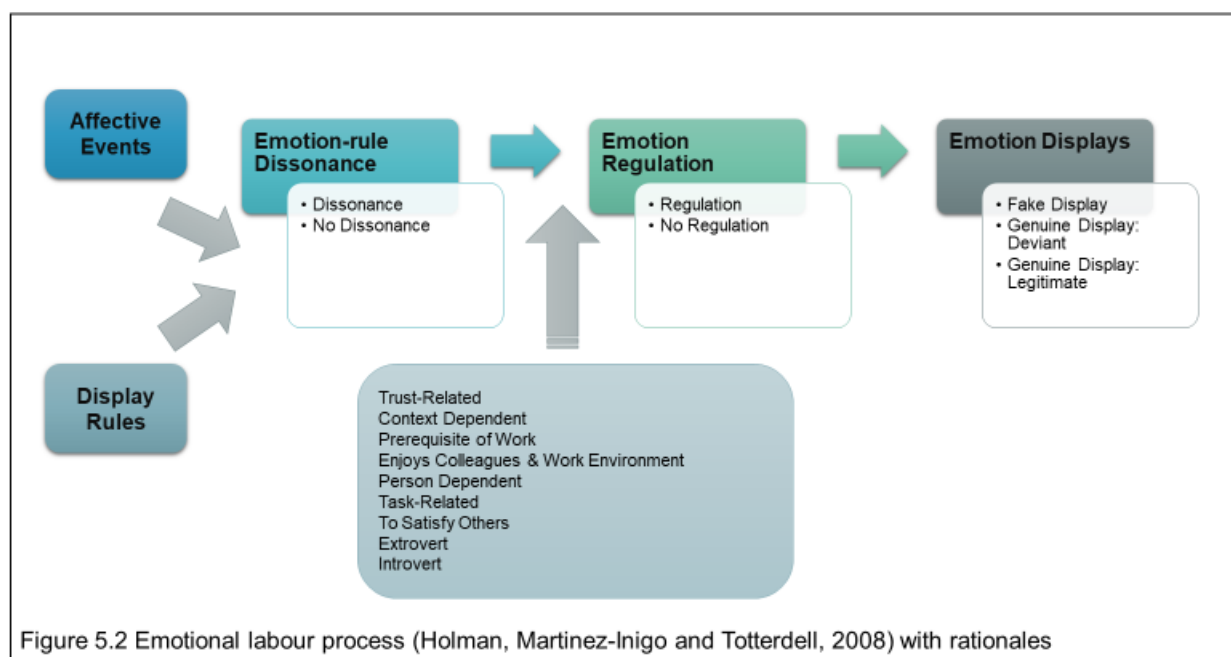 Affective
Events
Emotion-rule
Dissonance
• Dissonance
• No Dissonance
Emotion
Regulation
• Regulation
• No Regulation
Emotion Displays
• Fake Display
• Genuine Display:
Deviant
• Genuine Display:
Legitimate
Display
Rules
Trust-Related
Context Dependent
Prerequisite of Work
Enjoys Colleagues & Work Environment
Person Dependent
Task-Related
To Satisfy Others
Extrovert
Introvert
Figure 5.2 Emotional labour process (Holman, Martinez-Inigo and Totterdell, 2008) with rationales